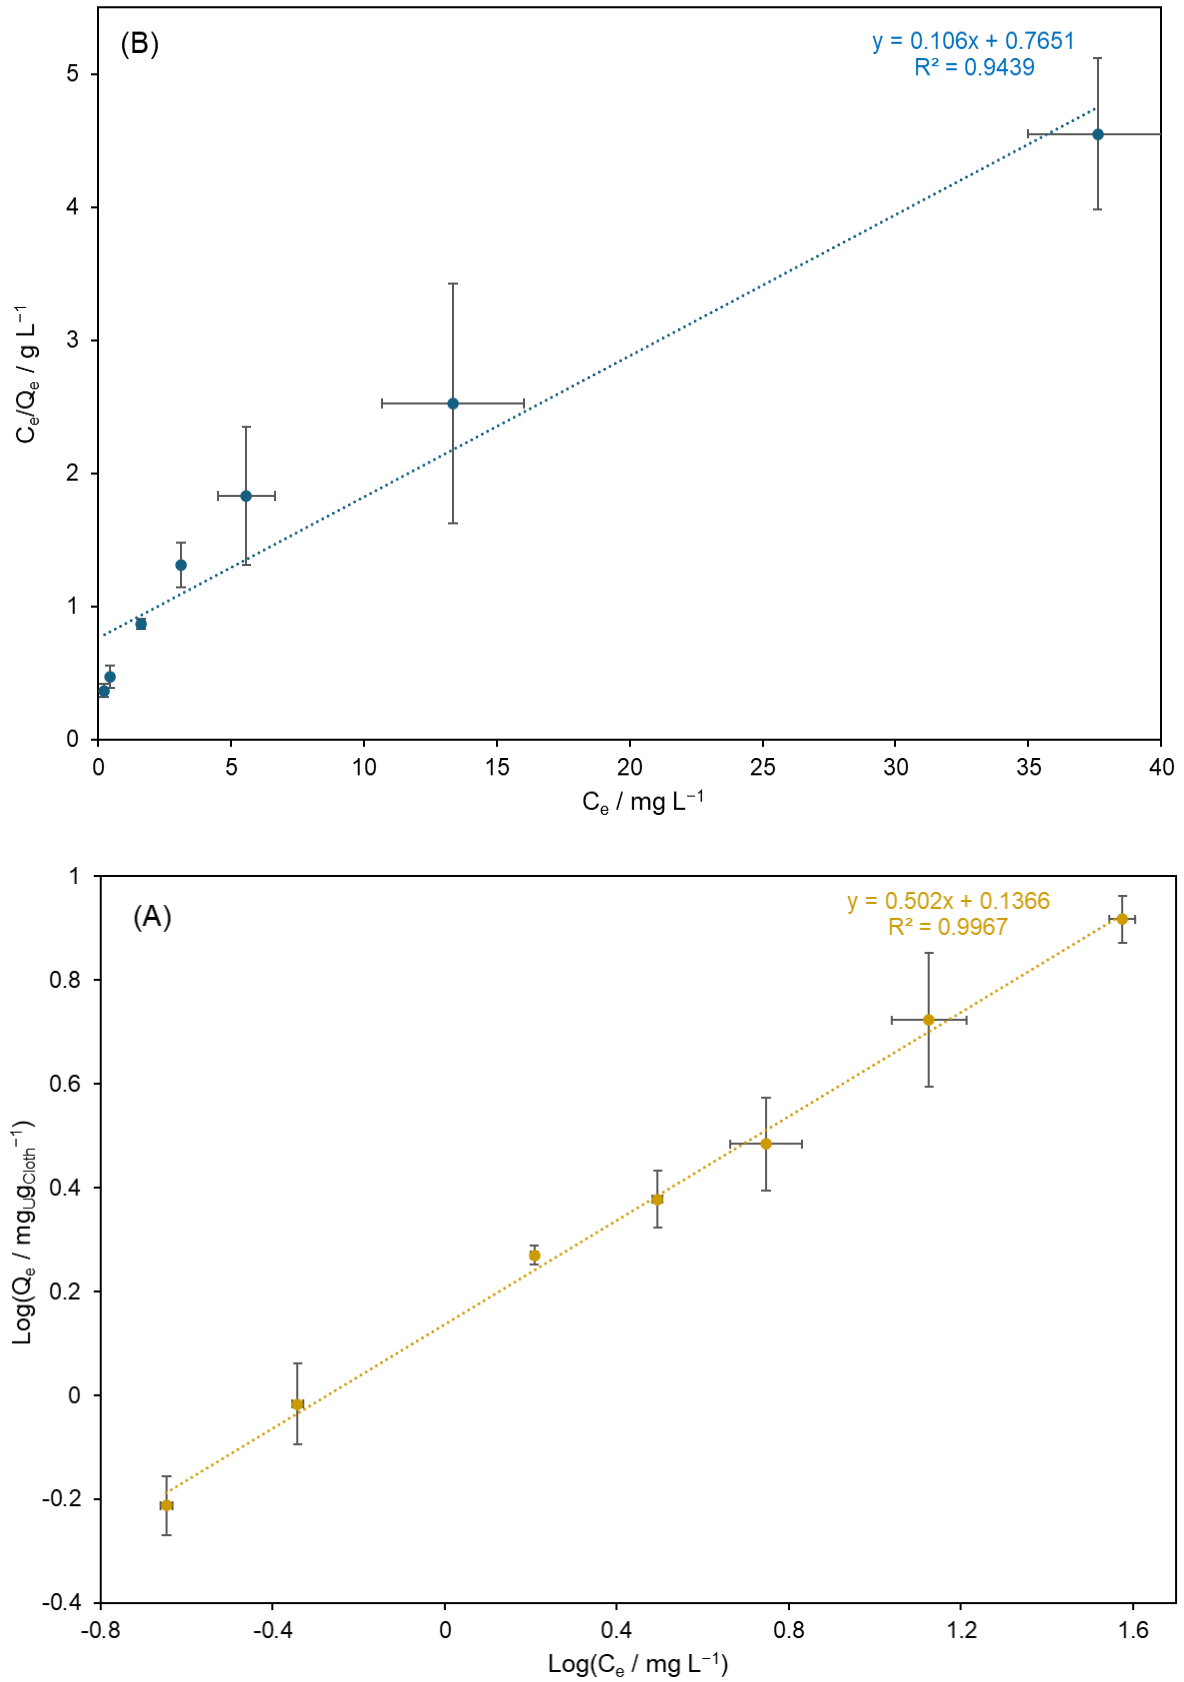 (B)
y = 0.106x + 0.7651
R² = 0.9439
5
4
3
2
1
0
Cₑ/Qₑ / g L⁻¹
0 5 10 15 20 25 30 35 40
Cₑ / mg L⁻¹
(A)
y = 0.502x + 0.1366
R² = 0.9967
1
0.8
0.6
0.4
0.2
0
-0.2
-0.4
Log(Qₑ / mg_U g_Cloth⁻¹)
-0.8 -0.4 0 0.4 0.8 1.2 1.6
Log(Cₑ / mg L⁻¹)